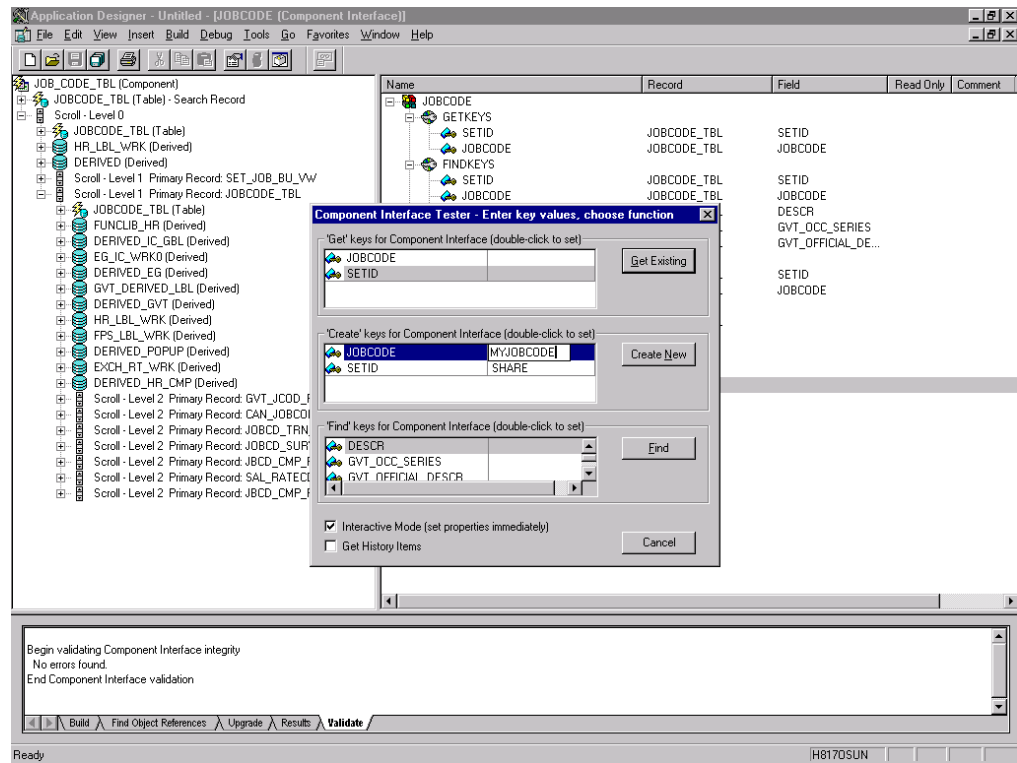 Application Designer - Untitled - [JOBCODE (Component Interface)]
File Edit View Insert Build Debug Tools Go Favorites Window Help
JOB_CODE_TBL (Component)
JOBCODE_TBL (Table) - Search Record
Scroll - Level 0
JOBCODE_TBL (Table)
HR_LBL_WRK (Derived)
DERIVED (Derived)
Scroll - Level 1 Primary Record: SET_JOB_BU_VW
Scroll - Level 1 Primary Record: JOBCODE_TBL
JOBCODE_TBL (Table)
FUNCLIB_HR (Derived)
DERIVED_IC_GBL (Derived)
EG_IC_WRK0 (Derived)
DERIVED_EG (Derived)
GVT_DERIVED_LBL (Derived)
DERIVED_GVT (Derived)
HR_LBL_WRK (Derived)
FPS_LBL_WRK (Derived)
DERIVED_POPUP (Derived)
EXCH_RT_WRK (Derived)
DERIVED_HR_CMP (Derived)
Scroll - Level 2 Primary Record: GVT_JCOD_
Scroll - Level 2 Primary Record: CAN_JOBCO
Scroll - Level 2 Primary Record: JOBCD_TRN_
Scroll - Level 2 Primary Record: JOBCD_SUR
Scroll - Level 2 Primary Record: JBCD_CMP_
Scroll - Level 2 Primary Record: SAL_RATEC
Scroll - Level 2 Primary Record: JBCD_CMP_
Name Record Field Read Only Comment
JOBCODE
GETKEYS
SETID JOBCODE_TBL SETID
JOBCODE JOBCODE_TBL JOBCODE
FINDKEYS
SETID JOBCODE_TBL SETID
JOBCODE JOBCODE_TBL JOBCODE
DESCR
GVT_OCC_SERIES
GVT_OFFICIAL_DE...
SETID
JOBCODE
Component Interface Tester - Enter key values, choose function
'Get' keys for Component Interface (double-click to set)
JOBCODE
SETID
Get Existing
'Create' keys for Component Interface (double-click to set)
JOBCODE MYJOBCODE
SETID SHARE
Create New
'Find' keys for Component Interface (double-click to set)
DESCR
GVT_OCC_SERIES
GVT_OFFICIAL_DESCR
Find
Interactive Mode (set properties immediately)
Get History Items
Cancel
Begin validating Component Interface integrity
No errors found.
End Component Interface validation
Build Find Object References Upgrade Results Validate
Ready H8170SUN